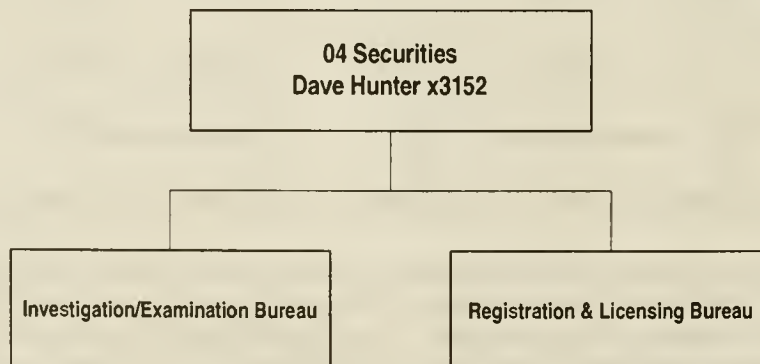 04 Securities
Dave Hunter x3152
Investigation/Examination Bureau
Registration & Licensing Bureau